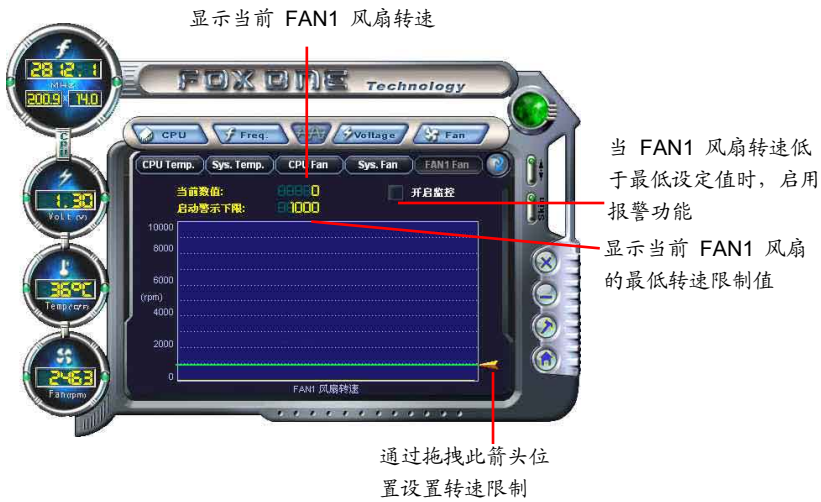 显示当前 FAN1 风扇转速
2812.1
MHz
200.9 × 14.0
FOX ONE Technology
CPU
Freq.
Voltage
Fan
CPU
CPU Temp.
Sys. Temp.
CPU Fan
Sys. Fan
FAN1 Fan
?
当前数值: 0
开启监控
启动警示下限: 1000
Skin
1.30
Volt (V)
36℃
Temp(℃/℉)
2463
Fan(rpm)
10000
8000
6000
(rpm)
4000
2000
0
FAN1 风扇转速
当 FAN1 风扇转速低
于最低设定值时，启用
报警功能
显示当前 FAN1 风扇
的最低转速限制值
通过拖拽此箭头位
置设置转速限制